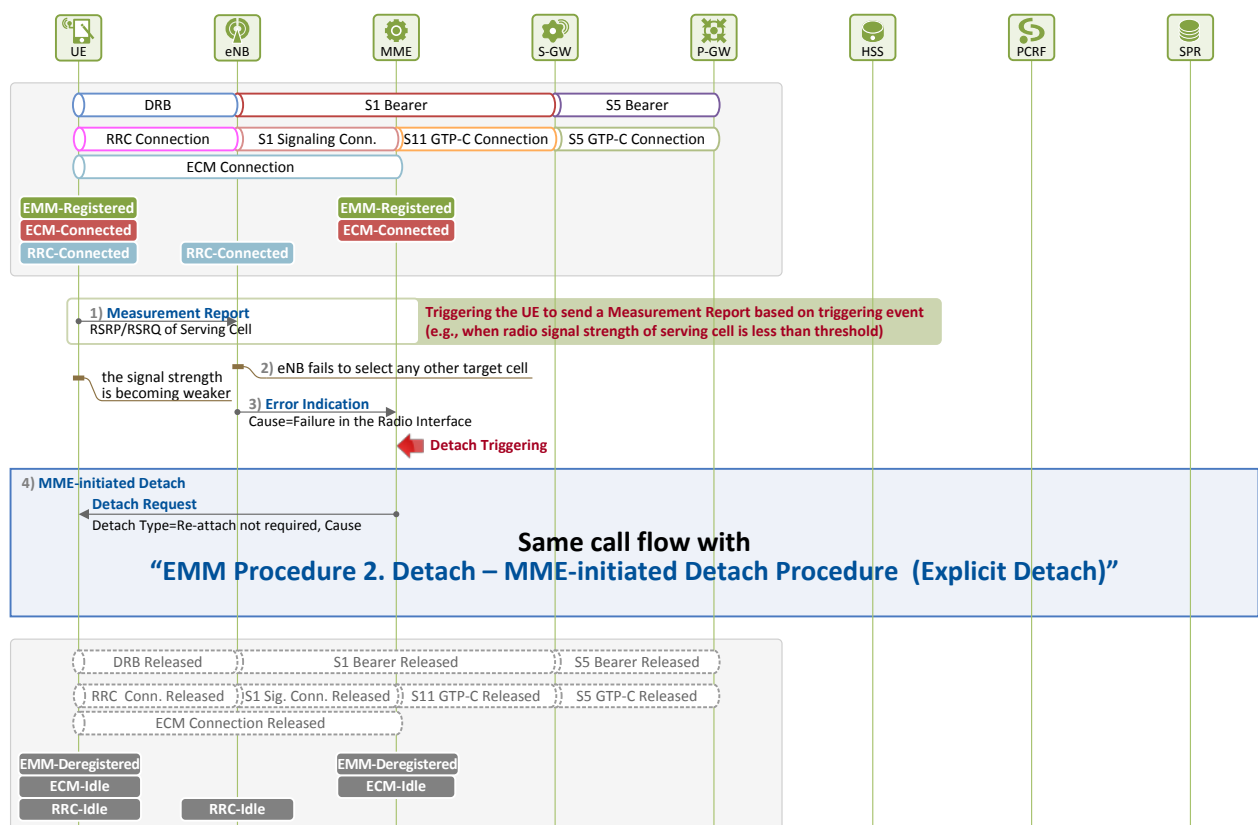 UE
eNB
MME
S-GW
P-GW
HSS
PCRF
SPR
DRB
S1 Bearer
S5 Bearer
RRC Connection
S1 Signaling Conn.
S11 GTP-C Connection
S5 GTP-C Connection
ECM Connection
EMM-Registered
EMM-Registered
ECM-Connected
ECM-Connected
RRC-Connected
RRC-Connected
1) Measurement Report
RSRP/RSRQ of Serving Cell
Triggering the UE to send a Measurement Report based on triggering event
(e.g., when radio signal strength of serving cell is less than threshold)
2) eNB fails to select any other target cell
the signal strength
is becoming weaker
3) Error Indication
Cause=Failure in the Radio Interface
Detach Triggering
4) MME-initiated Detach
Detach Request
Detach Type=Re-attach not required, Cause
Same call flow with
“EMM Procedure 2. Detach – MME-initiated Detach Procedure (Explicit Detach)”
DRB Released
S1 Bearer Released
S5 Bearer Released
RRC Conn. Released
S1 Sig. Conn. Released
S11 GTP-C Released
S5 GTP-C Released
ECM Connection Released
EMM-Deregistered
EMM-Deregistered
ECM-Idle
ECM-Idle
RRC-Idle
RRC-Idle